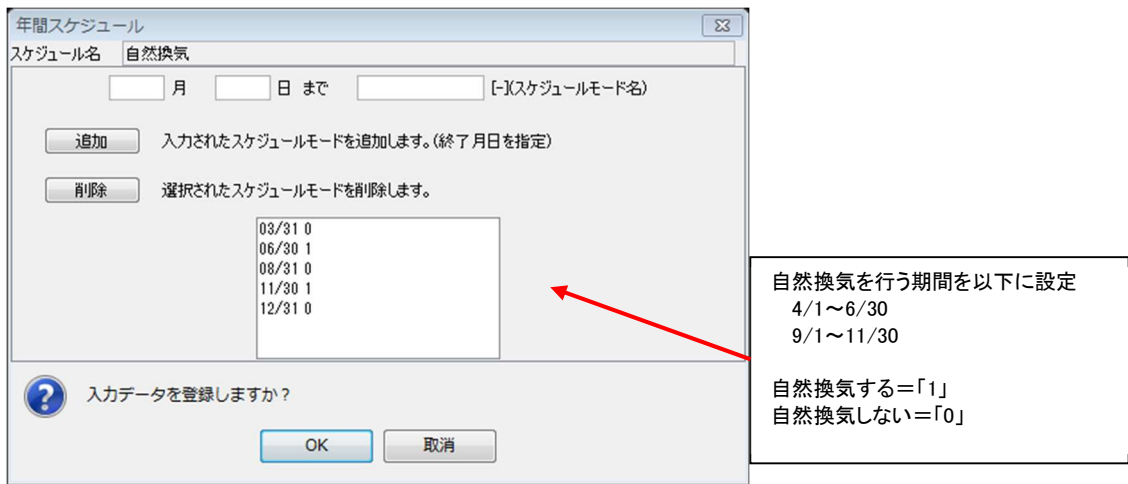 年間スケジュール
スケジュール名 自然換気
月 日 まで [-](スケジュールモード名)
追加 入力されたスケジュールモードを追加します。(終了月日を指定)
削除 選択されたスケジュールモードを削除します。
03/31 0
06/30 1
08/31 0
11/30 1
12/31 0
自然換気を行う期間を以下に設定
4/1～6/30
9/1～11/30
自然換気する＝「1」
自然換気しない＝「0」
入力データを登録しますか？
OK 取消